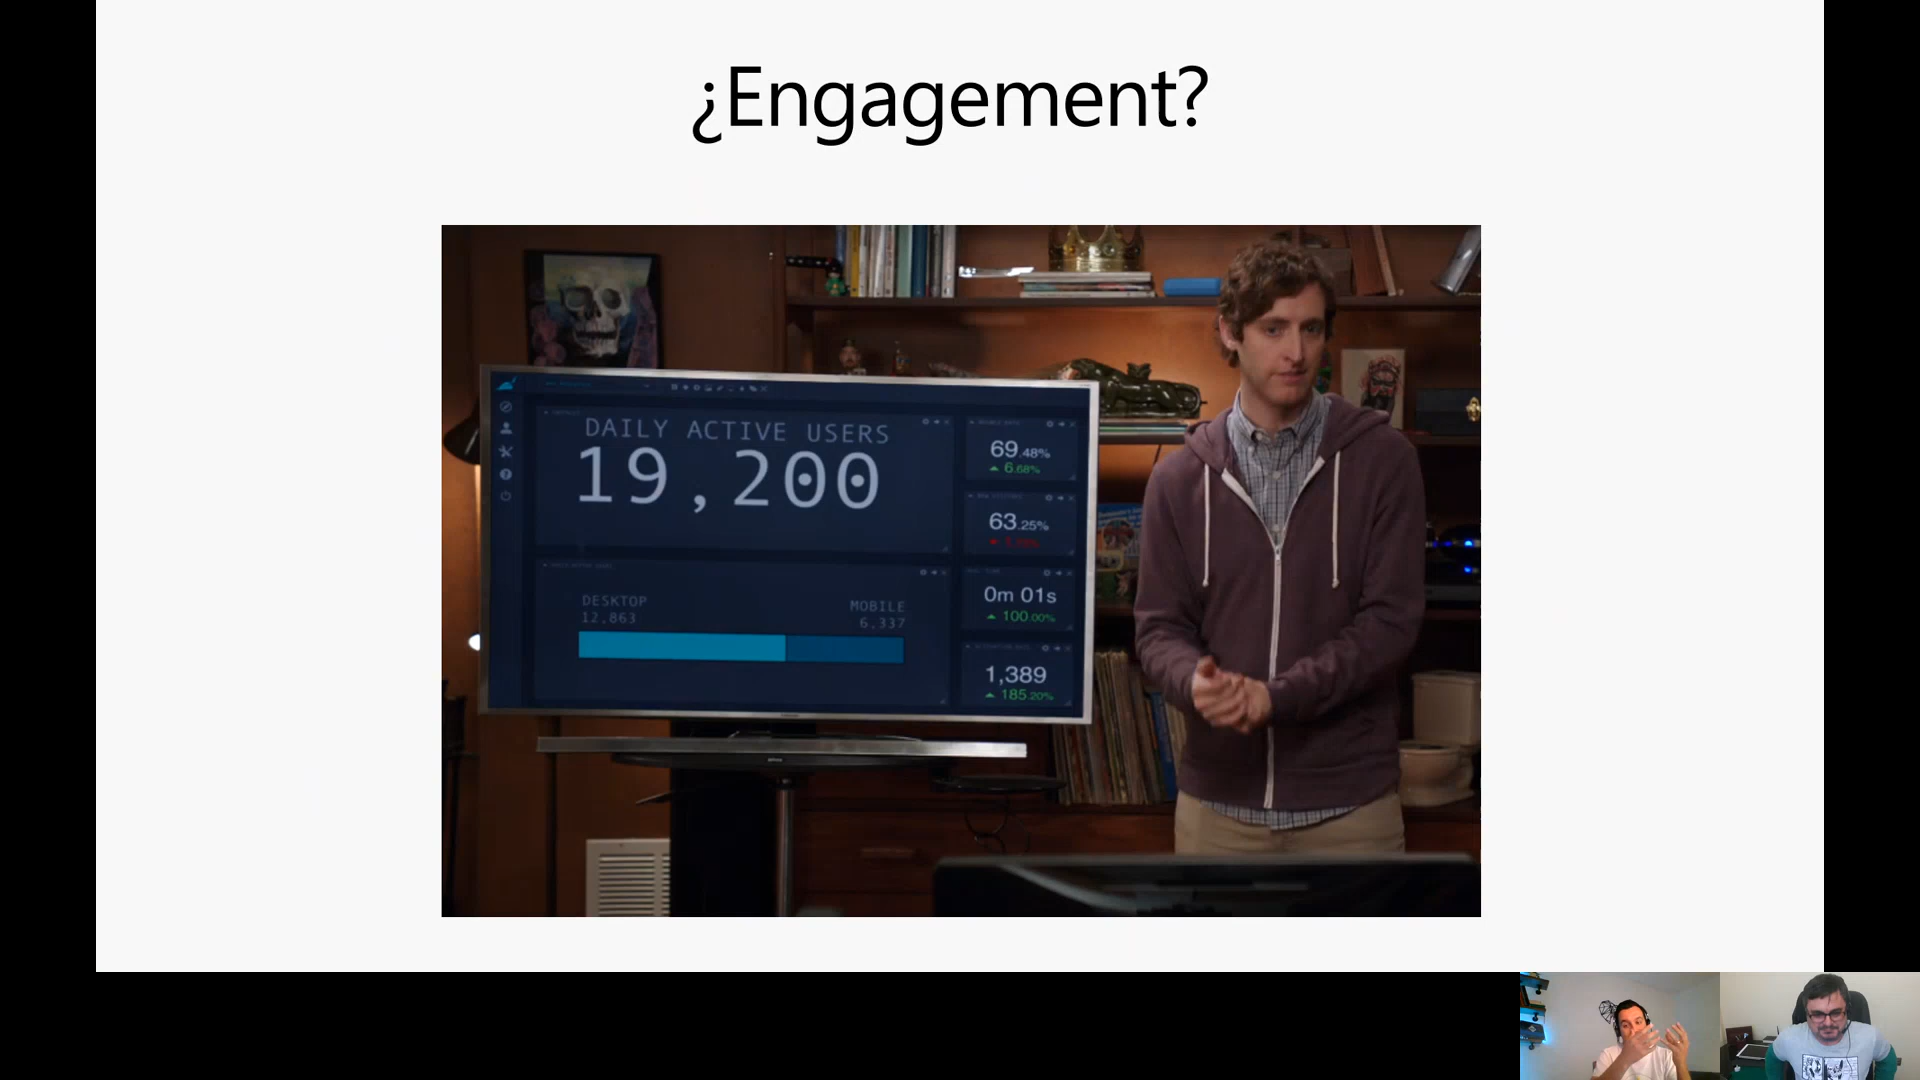 ¿Engagement?
DAILY ACTIVE USERS
19,200
DESKTOP
12,863
MOBILE
6,337
69.48%
6.68%
63.25%
0m 01s
100.00%
1,389
185.20%